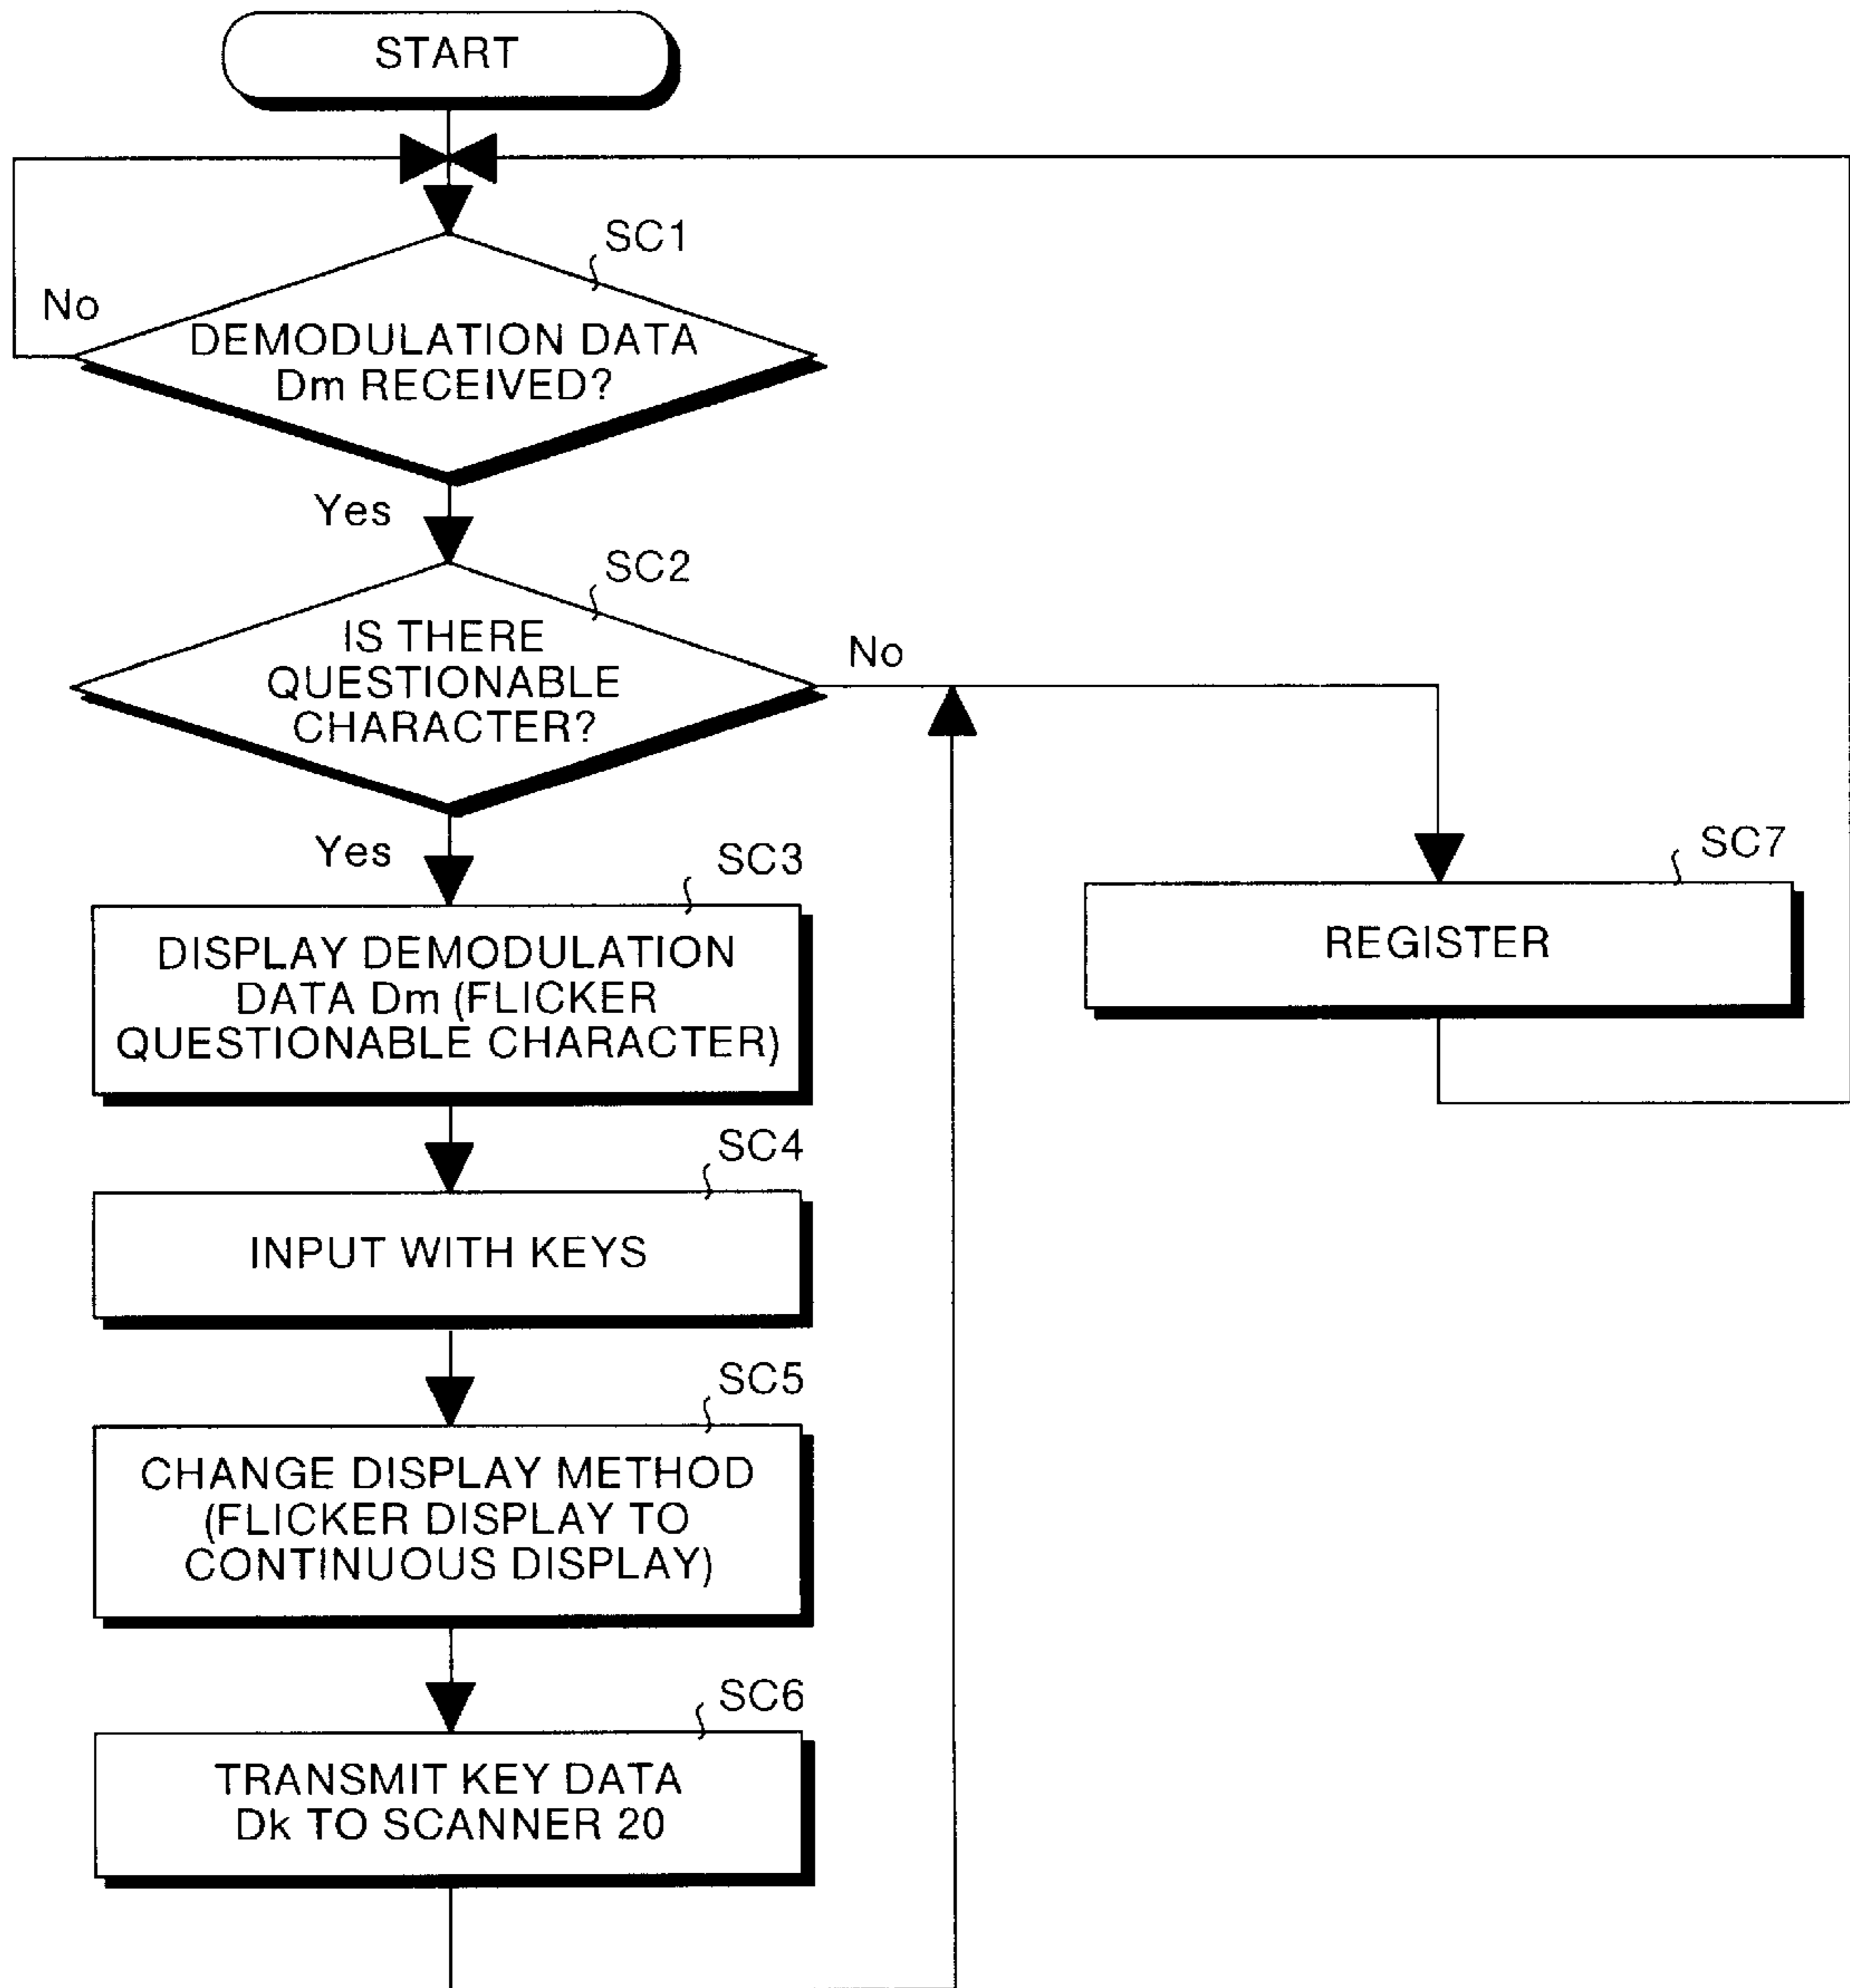 START
SC1
No
DEMODULATION DATA
Dm RECEIVED?
Yes
SC2
IS THERE
QUESTIONABLE
CHARACTER?
No
Yes
SC3
DISPLAY DEMODULATION
DATA Dm (FLICKER
QUESTIONABLE CHARACTER)
SC7
REGISTER
SC4
INPUT WITH KEYS
SC5
CHANGE DISPLAY METHOD
(FLICKER DISPLAY TO
CONTINUOUS DISPLAY)
SC6
TRANSMIT KEY DATA
Dk TO SCANNER 20